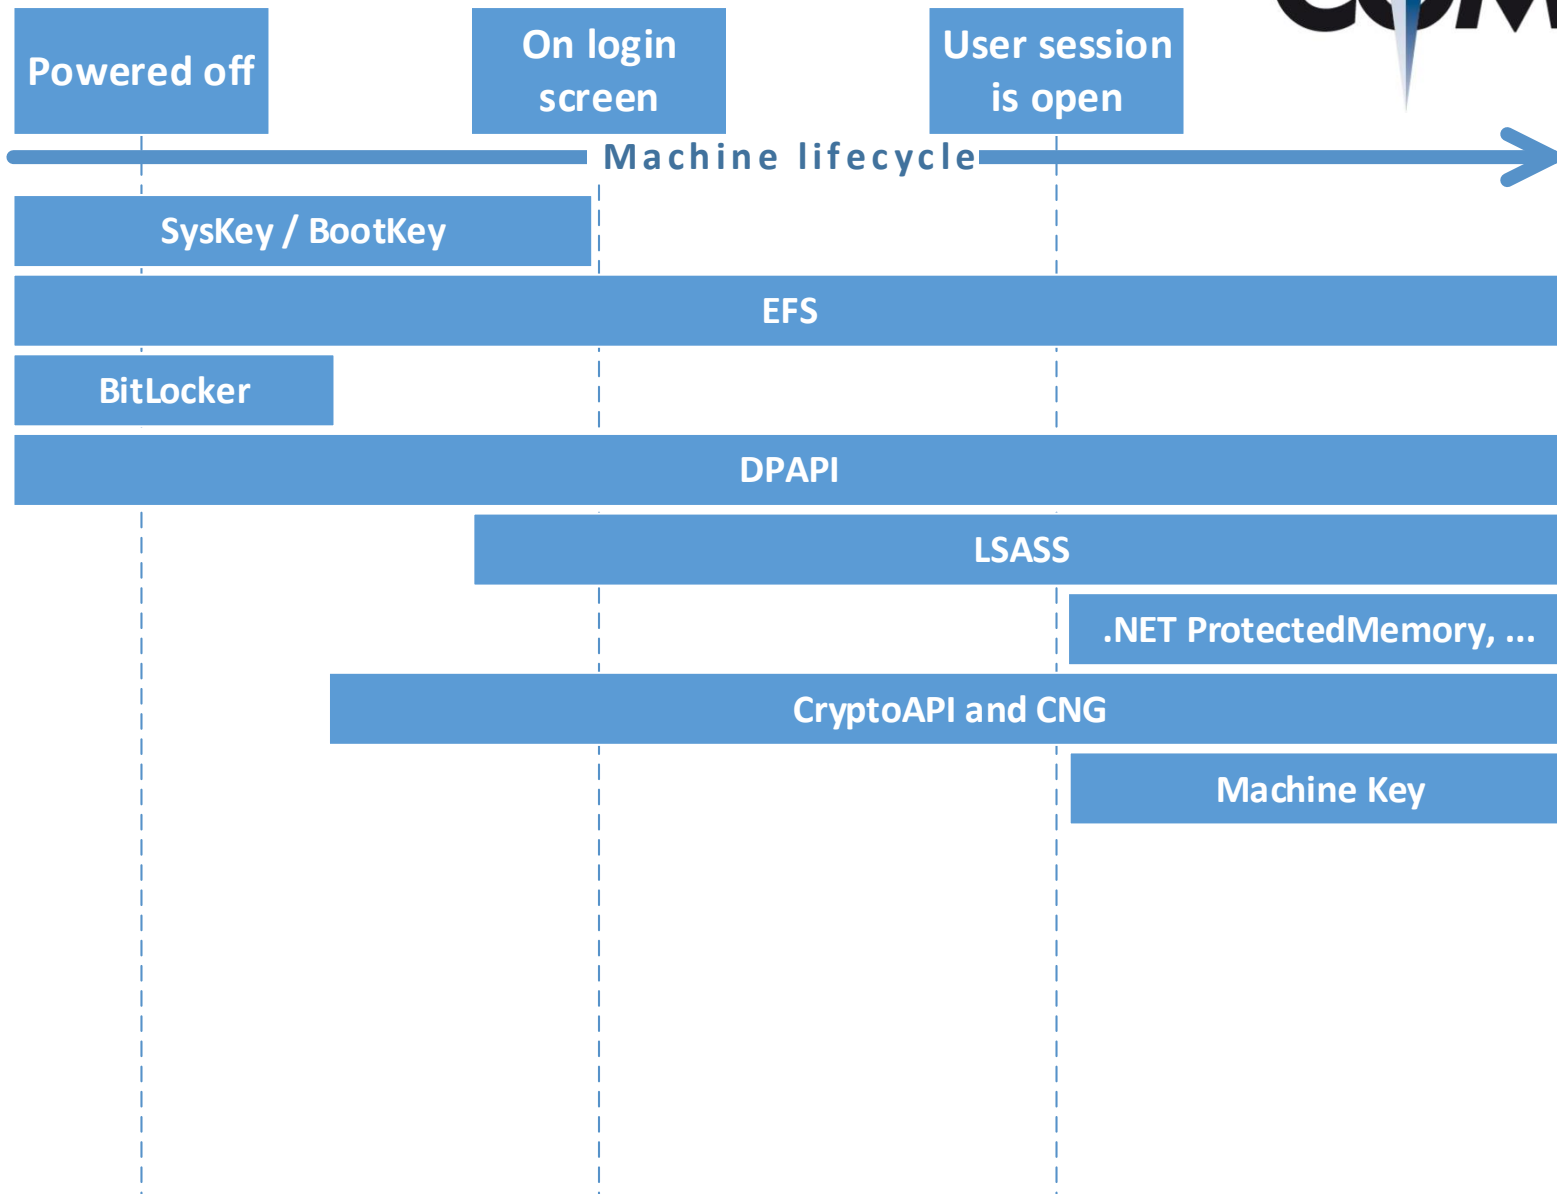 COM
Powered off
On login
screen
User session
is open
Machine lifecycle
SysKey / BootKey
EFS
BitLocker
DPAPI
LSASS
.NET ProtectedMemory, ...
CryptoAPI and CNG
Machine Key